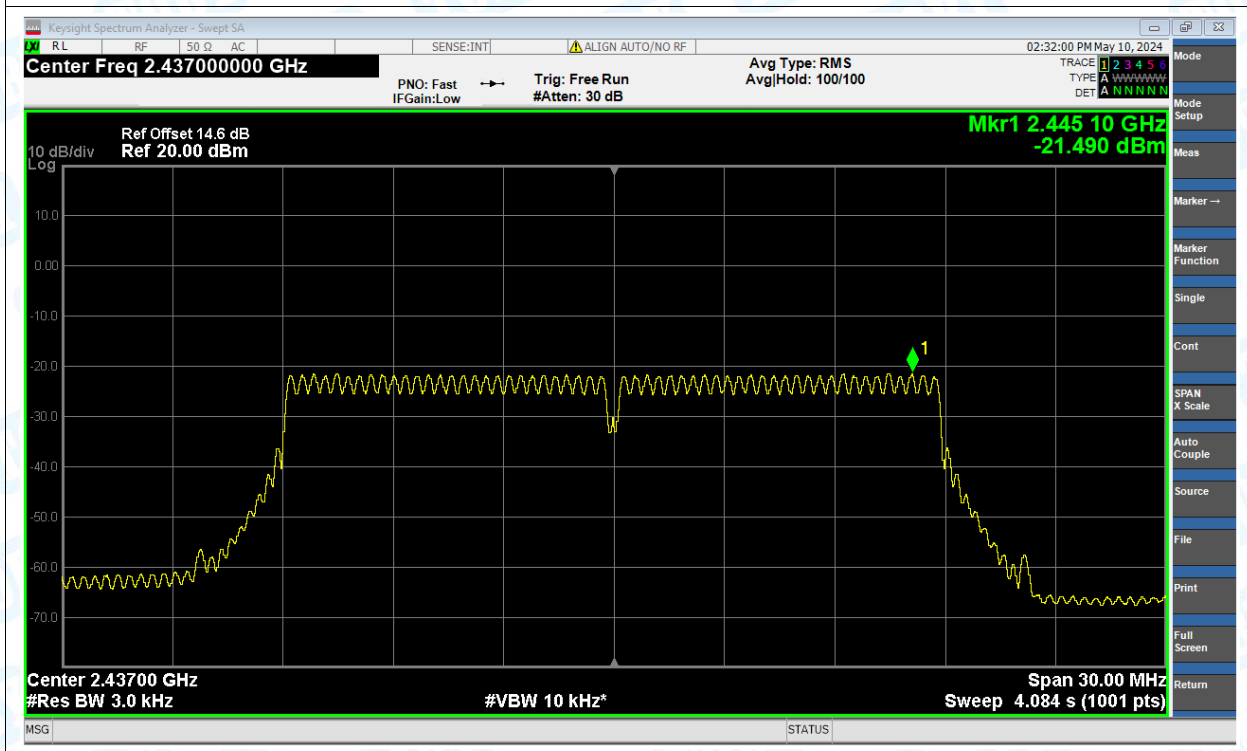 Keysight Spectrum Analyzer - Swept SA
LXI RL RF 50 Ω AC SENSE:INT ALIGN AUTO/NO RF 02:32:00 PM May 10, 2024
Center Freq 2.437000000 GHz
PNO: Fast
IFGain:Low
Trig: Free Run
#Atten: 30 dB
Avg Type: RMS
Avg|Hold: 100/100
TRACE 1 2 3 4 5 6
TYPE A WWWWW
DET A N N N N N
10 dB/div
Log
Ref Offset 14.6 dB
Ref 20.00 dBm
Mkr1 2.445 10 GHz
-21.490 dBm
10.0
0.00
-10.0
-20.0
-30.0
-40.0
-50.0
-60.0
-70.0
1
Center 2.43700 GHz
Span 30.00 MHz
#Res BW 3.0 kHz
#VBW 10 kHz*
Sweep 4.084 s (1001 pts)
MSG
STATUS
Mode
Mode
Setup
Meas
Marker →
Marker
Function
Single
Cont
SPAN
X Scale
Auto
Couple
Source
File
Print
Full
Screen
Return